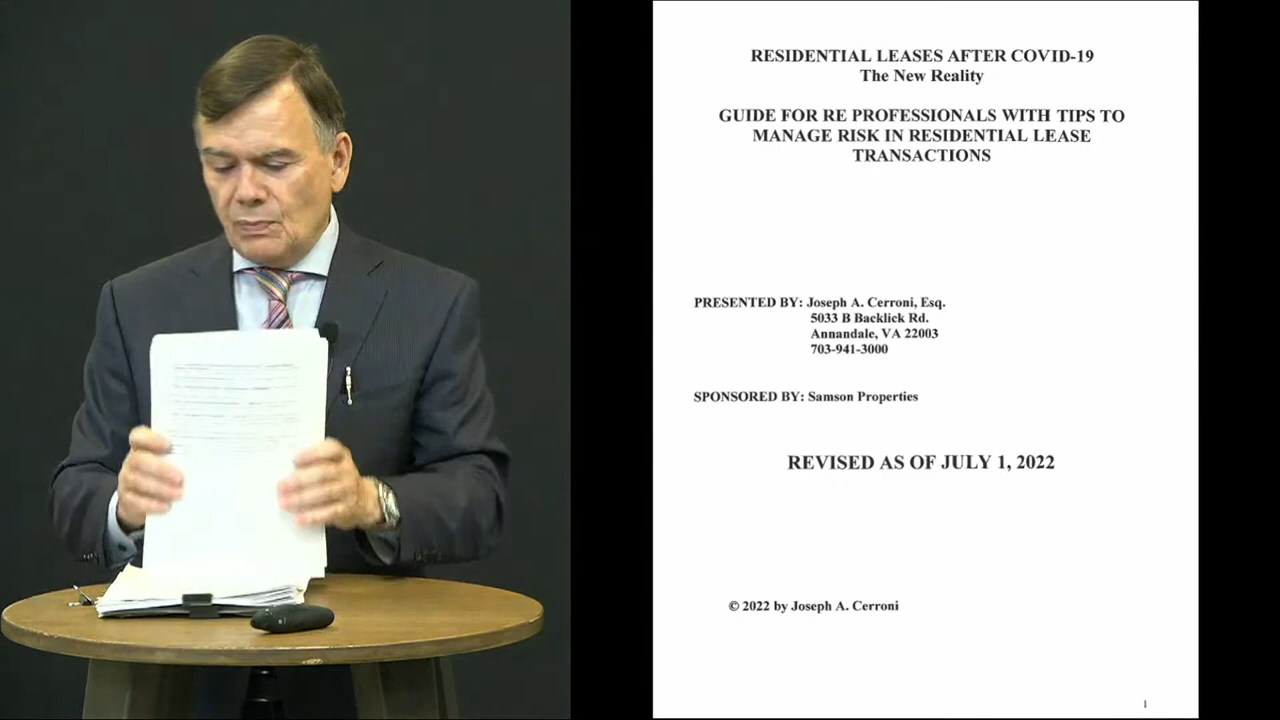 RESIDENTIAL LEASES AFTER COVID-19
The New Reality
GUIDE FOR RE PROFESSIONALS WITH TIPS TO
MANAGE RISK IN RESIDENTIAL LEASE
TRANSACTIONS
PRESENTED BY: Joseph A. Cerroni, Esq.
5033 B Backlick Rd.
Annandale, VA 22003
703-941-3000
SPONSORED BY: Samson Properties
REVISED AS OF JULY 1, 2022
© 2022 by Joseph A. Cerroni
1